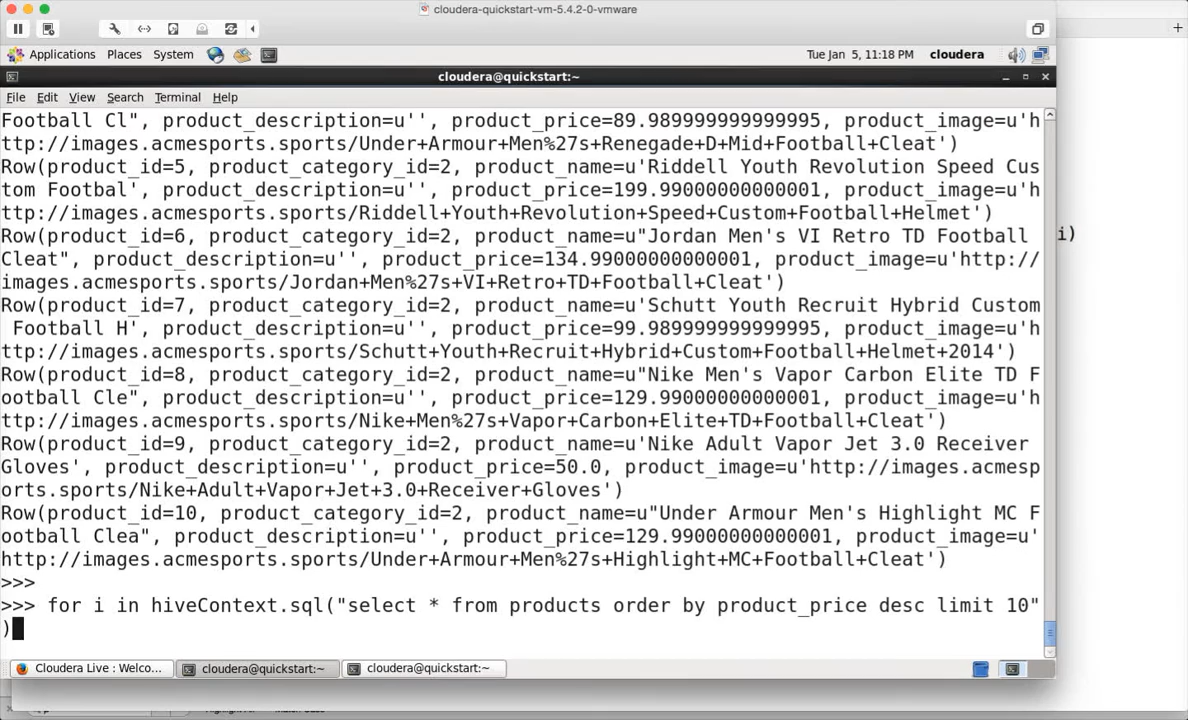 cloudera-quickstart-vm-5.4.2-0-vmware
Applications Places System Tue Jan 5, 11:18 PM cloudera
cloudera@quickstart:~
File Edit View Search Terminal Help
Football Cl", product_description=u'', product_price=89.989999999999995, product_image=u'h
ttp://images.acmesports.sports/Under+Armour+Men%27s+Renegade+D+Mid+Football+Cleat')
Row(product_id=5, product_category_id=2, product_name=u'Riddell Youth Revolution Speed Cus
tom Footbal', product_description=u'', product_price=199.99000000000001, product_image=u'h
ttp://images.acmesports.sports/Riddell+Youth+Revolution+Speed+Custom+Football+Helmet')
Row(product_id=6, product_category_id=2, product_name=u"Jordan Men's VI Retro TD Football
i)
Cleat", product_description=u'', product_price=134.99000000000001, product_image=u'http://
images.acmesports.sports/Jordan+Men%27s+VI+Retro+TD+Football+Cleat')
Row(product_id=7, product_category_id=2, product_name=u'Schutt Youth Recruit Hybrid Custom
 Football H', product_description=u'', product_price=99.989999999999995, product_image=u'h
ttp://images.acmesports.sports/Schutt+Youth+Recruit+Hybrid+Custom+Football+Helmet+2014')
Row(product_id=8, product_category_id=2, product_name=u"Nike Men's Vapor Carbon Elite TD F
ootball Cle", product_description=u'', product_price=129.99000000000001, product_image=u'h
ttp://images.acmesports.sports/Nike+Men%27s+Vapor+Carbon+Elite+TD+Football+Cleat')
Row(product_id=9, product_category_id=2, product_name=u'Nike Adult Vapor Jet 3.0 Receiver
Gloves', product_description=u'', product_price=50.0, product_image=u'http://images.acmesp
orts.sports/Nike+Adult+Vapor+Jet+3.0+Receiver+Gloves')
Row(product_id=10, product_category_id=2, product_name=u"Under Armour Men's Highlight MC F
ootball Clea", product_description=u'', product_price=129.99000000000001, product_image=u'
http://images.acmesports.sports/Under+Armour+Men%27s+Highlight+MC+Football+Cleat')
>>>
>>> for i in hiveContext.sql("select * from products order by product_price desc limit 10"
)
Cloudera Live : Welco... cloudera@quickstart:~ cloudera@quickstart:~